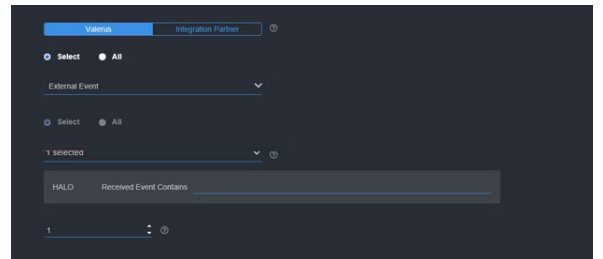 Valerus Integration Partner
Select All
External Event
Select All
1 selected
HALO Received Event Contains
1